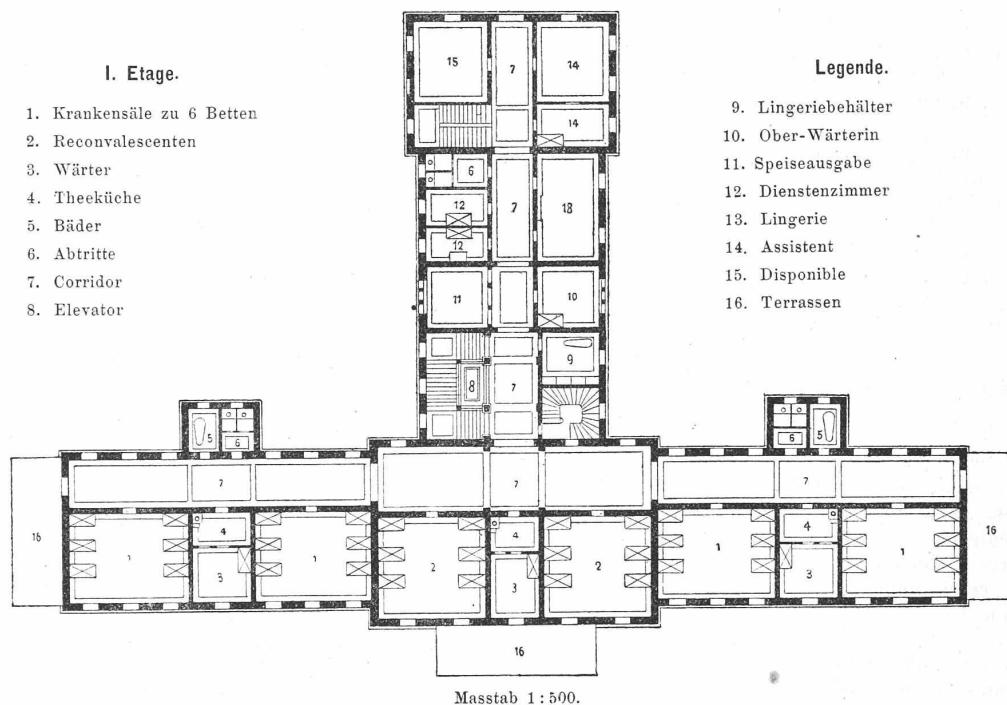 I. Etage.
1. Krankensäle zu 6 Betten
2. Reconvalescenten
3. Wärter
4. Theeküche
5. Bäder
6. Abtritte
7. Corridor
8. Elevator
Legende.
9. Lingeriebehälter
10. Ober-Wärterin
11. Speiseausgabe
12. Dienstenzimmer
13. Lingerie
14. Assistent
15. Disponible
16. Terrassen
15 7 14
14
6
12 7 18
12
11 10
9
8 7
5 6 6 5
7 7 7
16 4 4 4 16
1 1 2 2 1 1
3 3 3
16
Masstab 1:500.